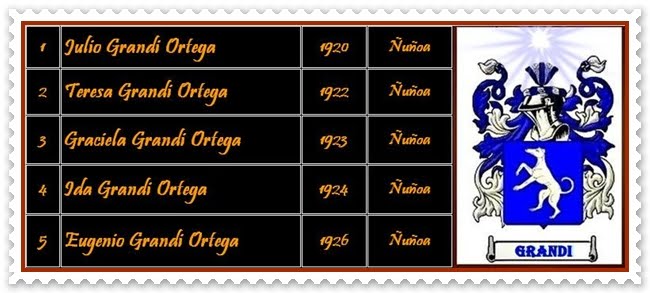 1 Julio Grandi Ortega 1920 Ñuñoa
2 Teresa Grandi Ortega 1922 Ñuñoa
3 Graciela Grandi Ortega 1923 Ñuñoa
4 Ida Grandi Ortega 1924 Ñuñoa
5 Eugenio Grandi Ortega 1926 Ñuñoa
GRANDI